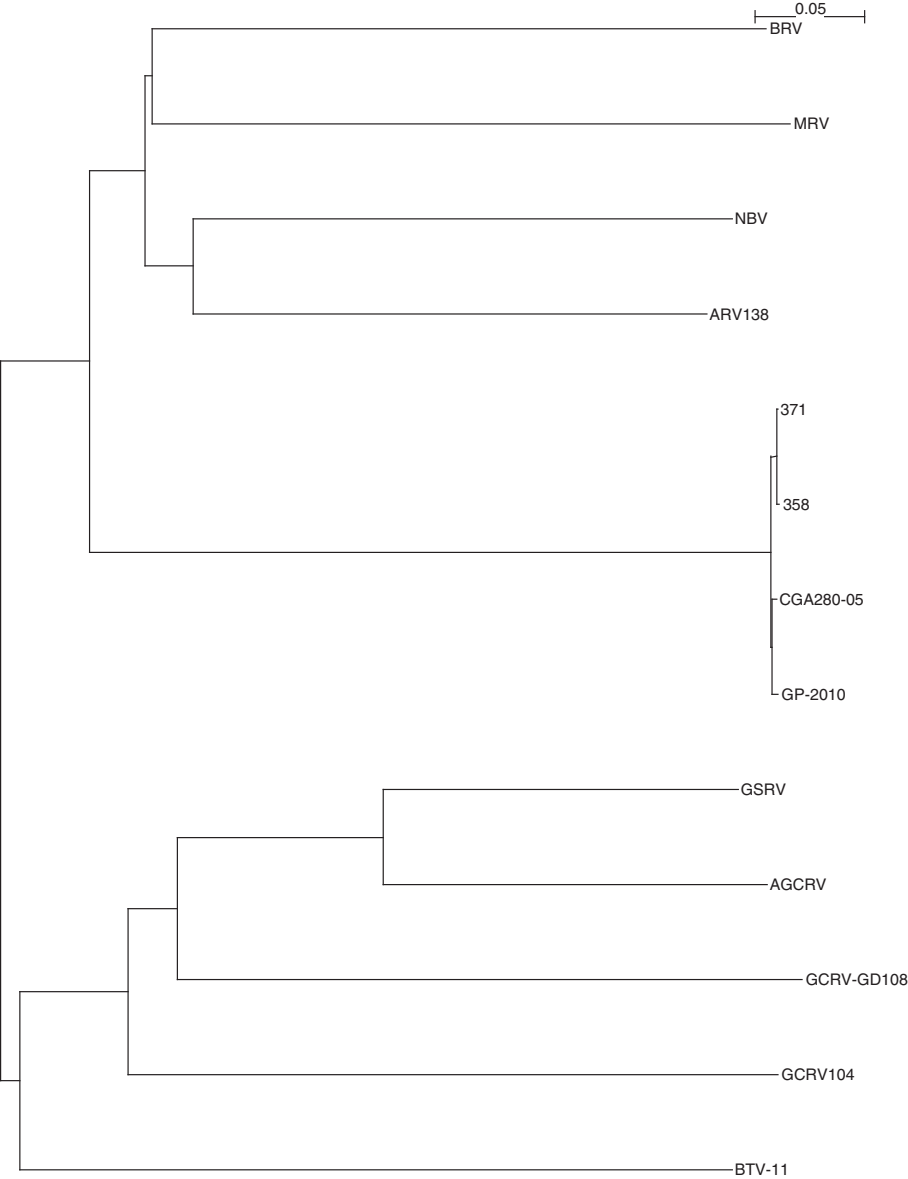 0.05
BRV
MRV
NBV
ARV138
371
358
CGA280-05
GP-2010
GSRV
AGCRV
GCRV-GD108
GCRV104
BTV-11